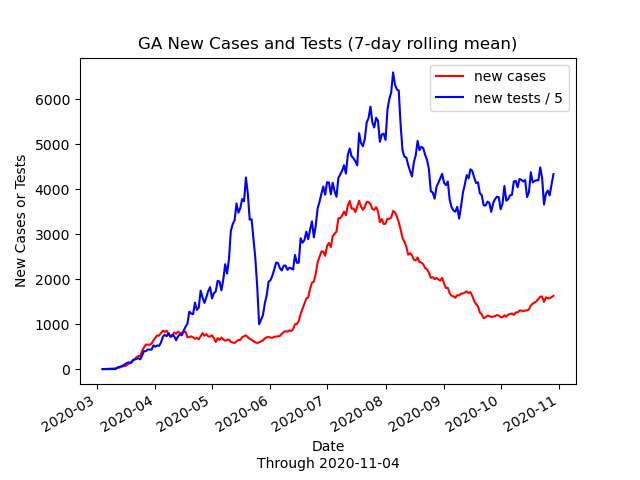 GA New Cases and Tests (7-day rolling mean)
new cases
new tests / 5
6000
5000
4000
3000
2000
1000
0
New Cases or Tests
2020-03
2020-04
2020-05
2020-06
2020-07
2020-08
2020-09
2020-10
2020-11
Date
Through 2020-11-04